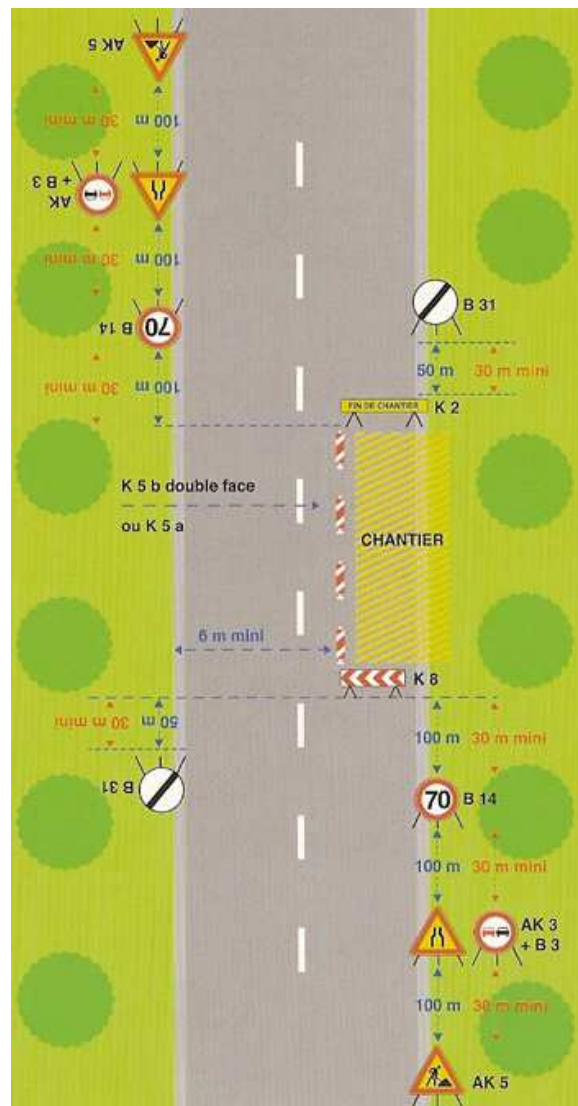 AK 5
100 m 30 m mini
AK
+ B 3
100 m 30 m mini
70 B 14
100 m 30 m mini
B 31
50 m 30 m mini
FIN DE CHANTIER K 2
K 5 b double face
ou K 5 a
CHANTIER
6 m mini
K 8
50 m 30 m mini
B 31
100 m 30 m mini
70 B 14
100 m 30 m mini
AK 3
+ B 3
100 m 30 m mini
AK 5